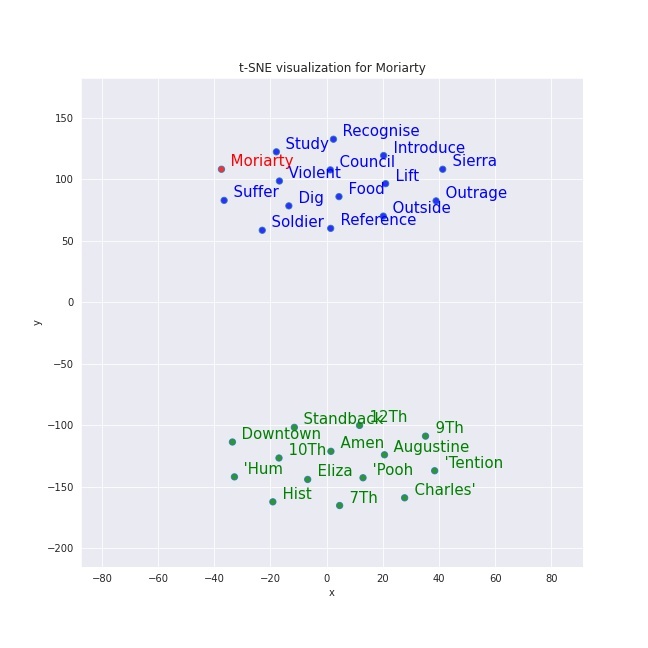 t-SNE visualization for Moriarty
150
Recognise
Study
Introduce
Moriarty
Council
Sierra
Violent
Lift
100
Suffer
Food
Outrage
Dig
Outside
Soldier
Reference
50
0
y
−50
−100
Standback
12Th
9Th
Downtown
Amen
Augustine
10Th
'Tention
'Hum
Eliza
'Pooh
−150
Hist
7Th
Charles'
−200
−80 −60 −40 −20 0 20 40 60 80
x